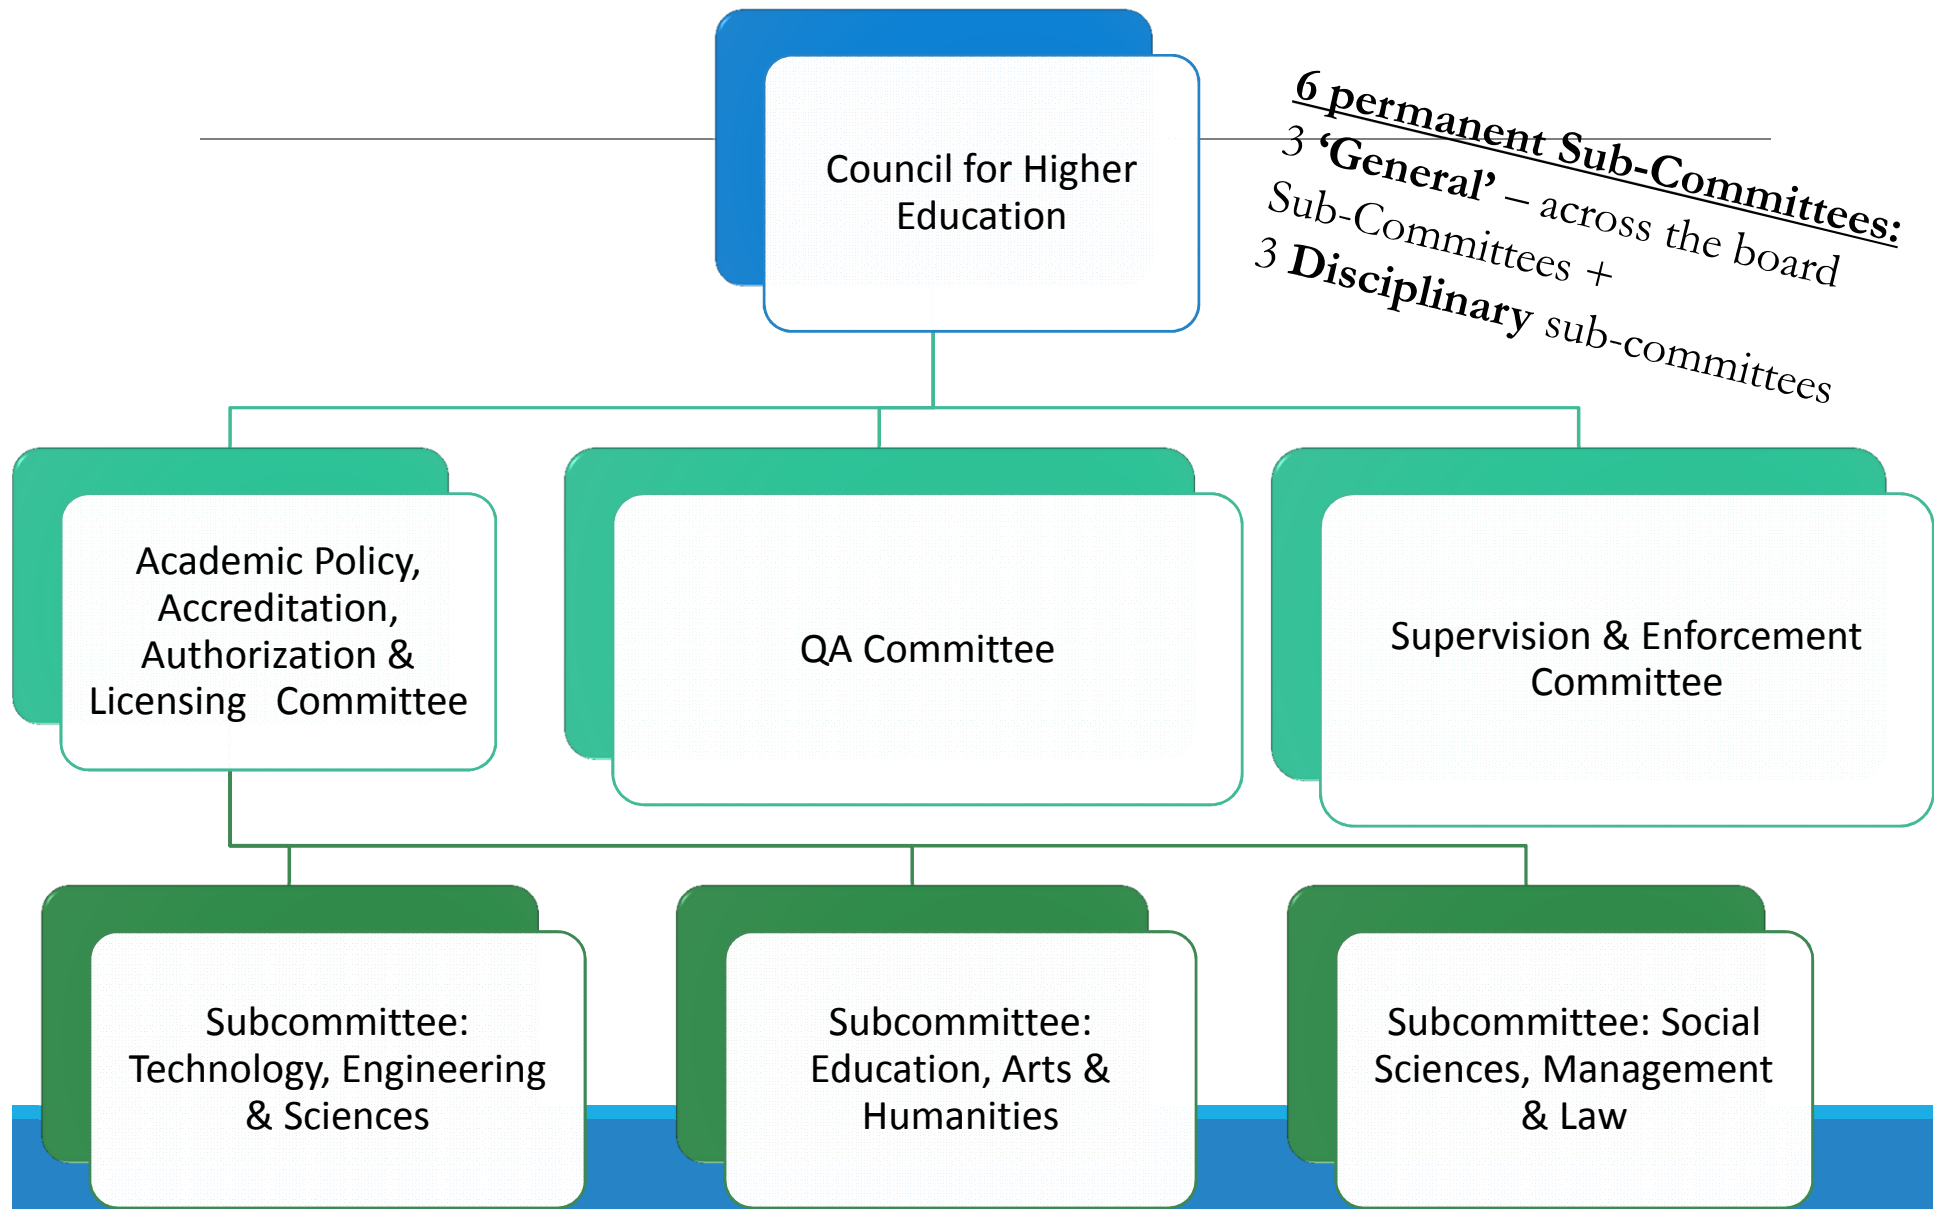 Council for Higher
Education
6 permanent Sub-Committees:
3 ‘General’ – across the board
Sub-Committees +
3 Disciplinary sub-committees
Academic Policy,
Accreditation,
Authorization &
Licensing   Committee
QA Committee
Supervision & Enforcement
Committee
Subcommittee:
Technology, Engineering
& Sciences
Subcommittee:
Education, Arts &
Humanities
Subcommittee: Social
Sciences, Management
& Law